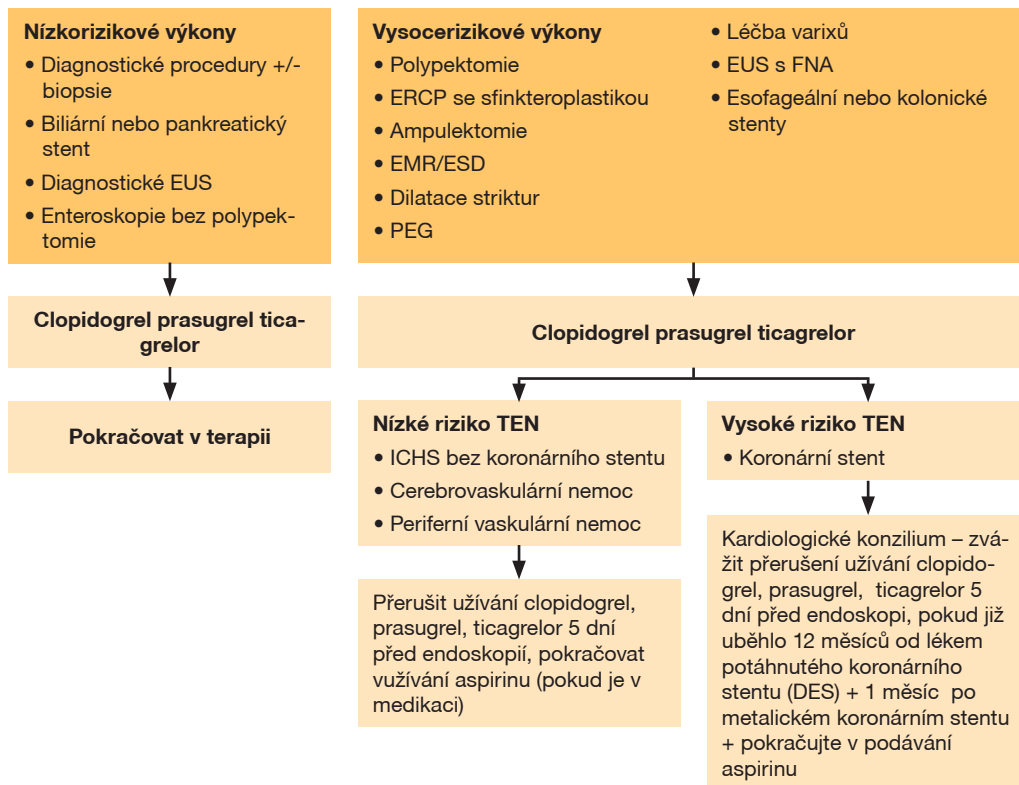 Nízkorizikové výkony
• Diagnostické procedury +/-
biopsie
• Biliární nebo pankreatický
stent
• Diagnostické EUS
• Enteroskopie bez polypek-
tomie
Clopidogrel prasugrel tica-
grelor
Pokračovat v terapii
Vysocerizikové výkony
• Polypektomie
• ERCP se sfinkteroplastikou
• Ampulektomie
• EMR/ESD
• Dilatace striktur
• PEG
• Léčba varixů
• EUS s FNA
• Esofageální nebo kolonické
stenty
Clopidogrel prasugrel ticagrelor
Nízké riziko TEN
• ICHS bez koronárního stentu
• Cerebrovaskulární nemoc
• Periferní vaskulární nemoc
Přerušit užívání clopidogrel,
prasugrel, ticagrelor 5 dní
před endoskopií, pokračovat
vužívání aspirinu (pokud je v
medikaci)
Vysoké riziko TEN
• Koronární stent
Kardiologické konzilium – zvá-
žit přerušení užívání clopido-
grel, prasugrel, ticagrelor 5
dní před endoskopi, pokud již
uběhlo 12 měsíců od lékem
potáhnutého koronárního
stentu (DES) + 1 měsíc po
metalickém koronárním stentu
+ pokračujte v podávání
aspirinu